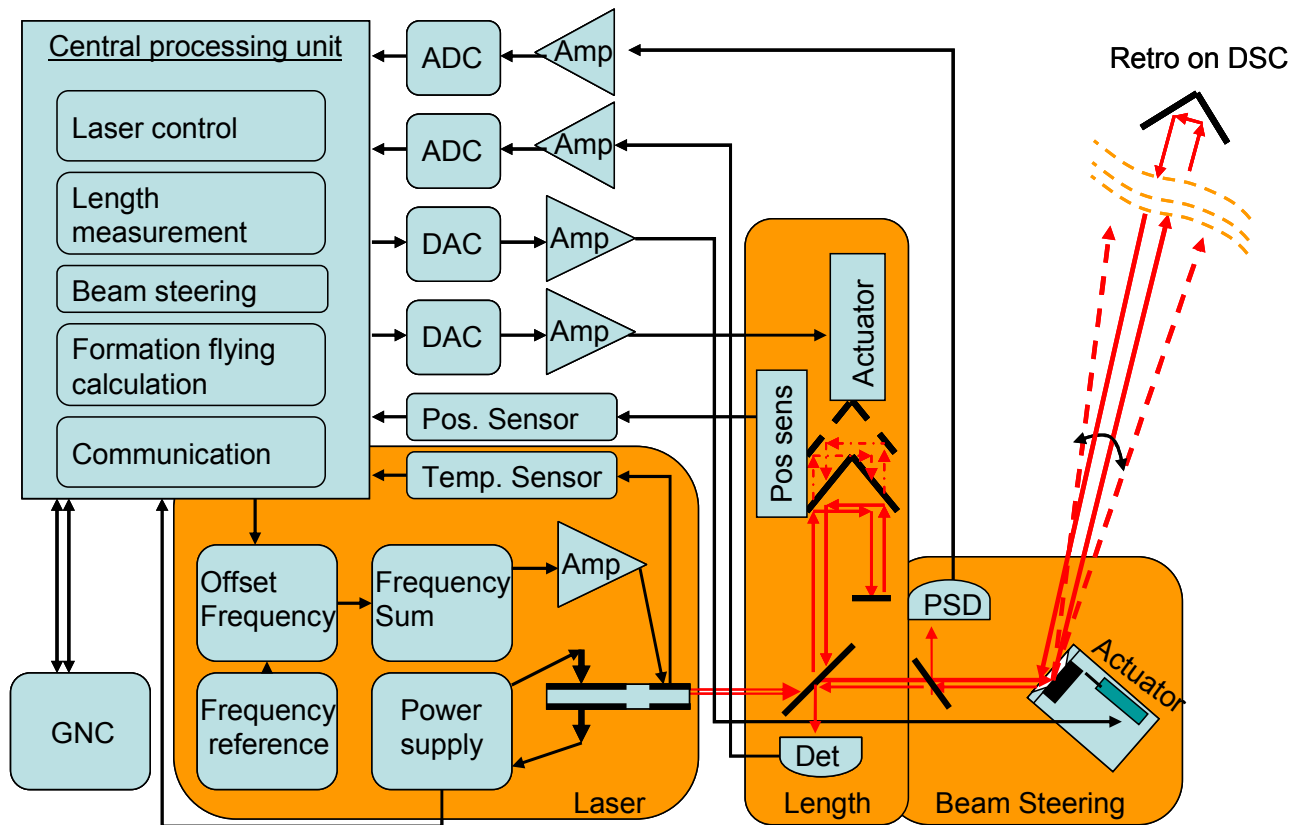 Central processing unit
Laser control
Length
measurement
Beam steering
Formation flying
calculation
Communication
ADC
Amp
ADC
Amp
DAC
Amp
DAC
Amp
Pos. Sensor
Temp. Sensor
Retro on DSC
Actuator
Pos sens
Offset
Frequency
Frequency
Sum
Amp
Frequency
reference
Power
supply
GNC
Laser
PSD
Det
Length
Actuator
Beam Steering